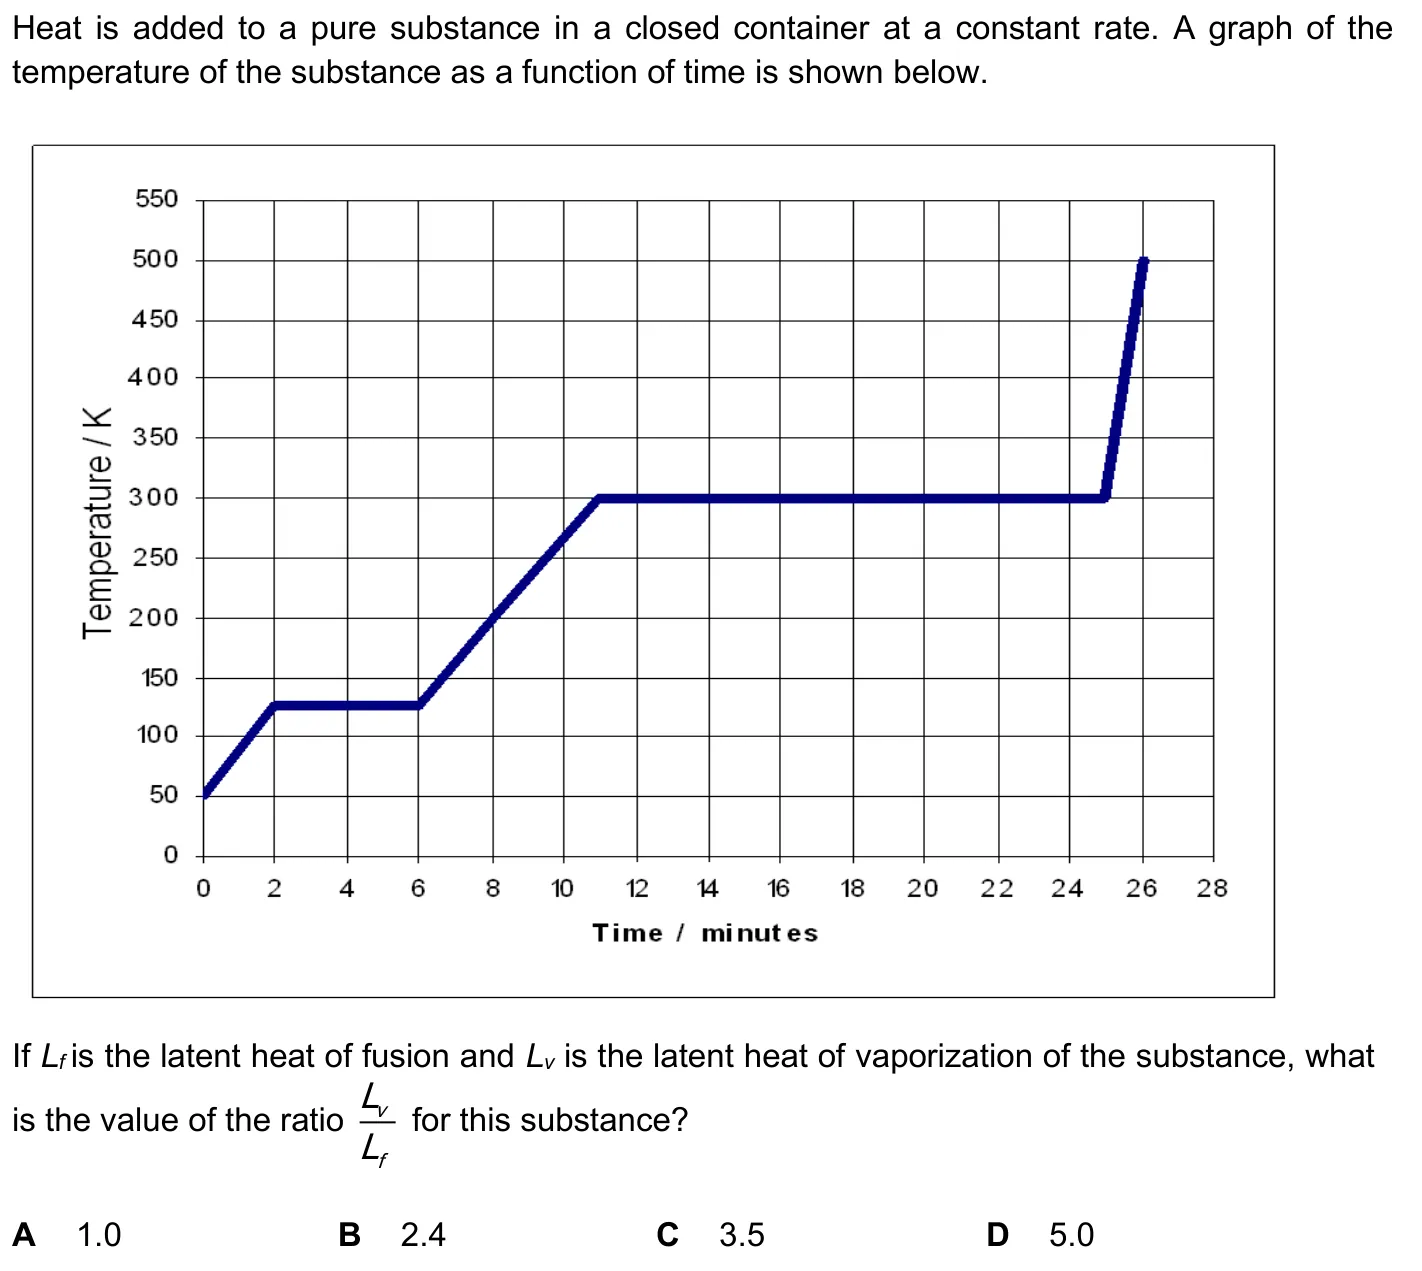 Heat is added to a pure substance in a closed container at a constant rate. A graph of the
temperature of the substance as a function of time is shown below.
550
500
450
400
350
300
250
200
150
100
50
0
Temperature / K
0 2 4 6 8 10 12 14 16 18 20 22 24 26 28
Time / minutes
If Lf is the latent heat of fusion and Lv is the latent heat of vaporization of the substance, what
is the value of the ratio Lv/Lf for this substance?
A 1.0 B 2.4 C 3.5 D 5.0